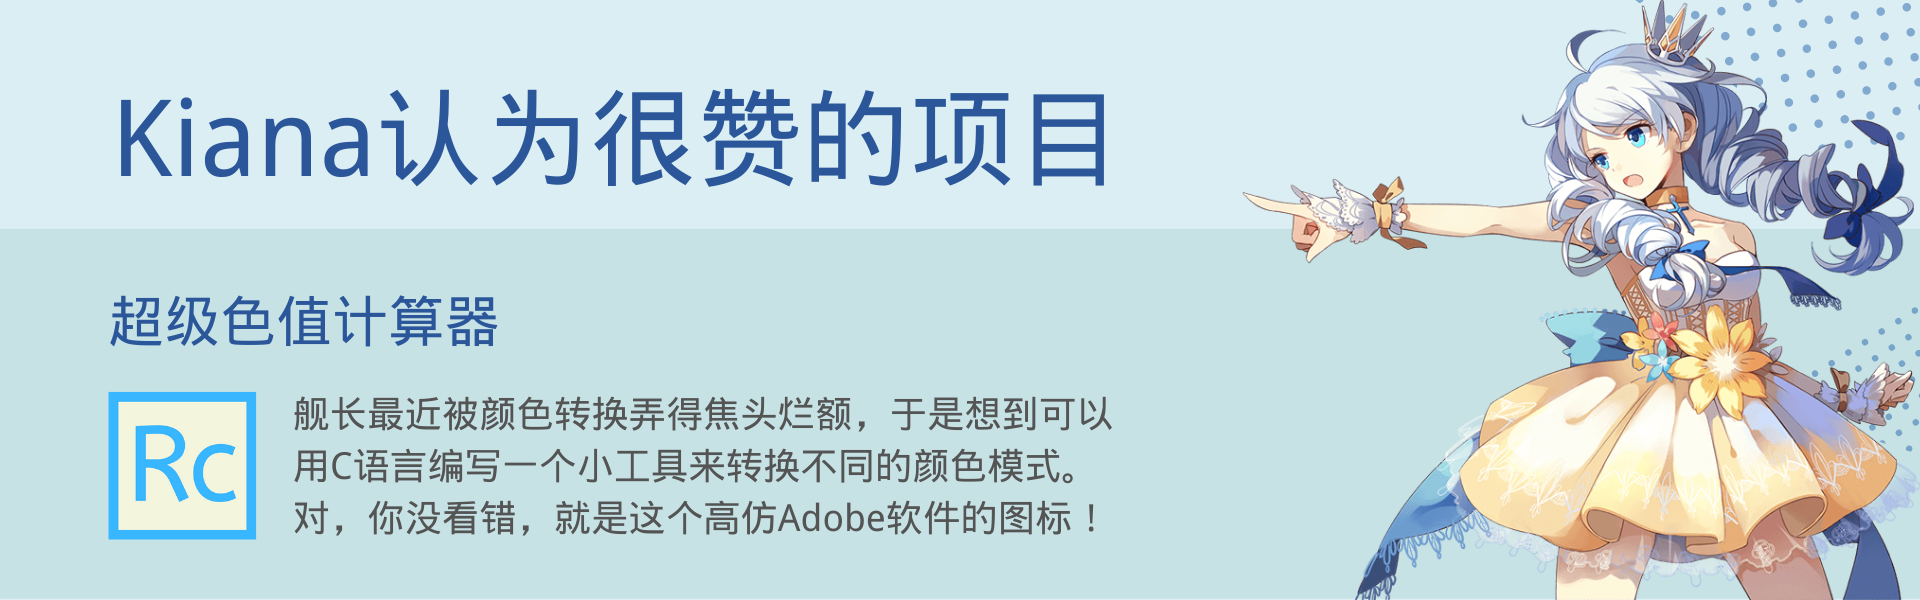 Kiana认为很赞的项目
超级色值计算器
Rc
舰长最近被颜色转换弄得焦头烂额，于是想到可以
用C语言编写一个小工具来转换不同的颜色模式。
对，你没看错，就是这个高仿Adobe软件的图标！